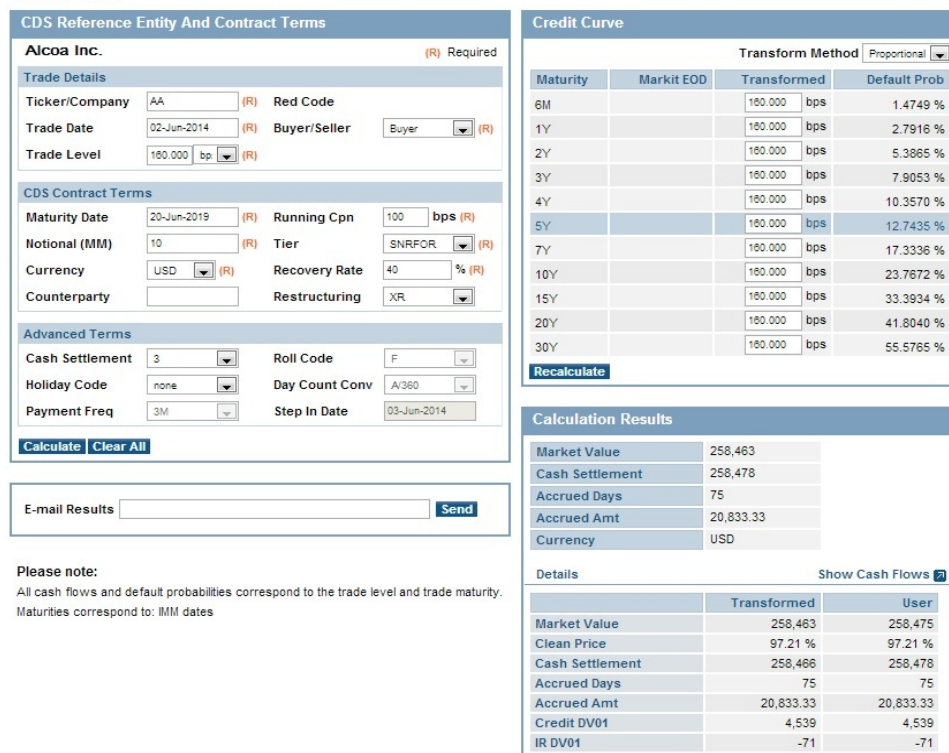 CDS Reference Entity And Contract Terms
Alcoa Inc. (R) Required
Trade Details
Ticker/Company AA (R) Red Code
Trade Date 02-Jun-2014 (R) Buyer/Seller Buyer (R)
Trade Level 160.000 bp: (R)
CDS Contract Terms
Maturity Date 20-Jun-2019 (R) Running Cpn 100 bps (R)
Notional (MM) 10 (R) Tier SNRFOR (R)
Currency USD (R) Recovery Rate 40 % (R)
Counterparty Restructuring XR
Advanced Terms
Cash Settlement 3 Roll Code F
Holiday Code none Day Count Conv A/360
Payment Freq 3M Step In Date 03-Jun-2014
Calculate Clear All
E-mail Results Send
Please note:
All cash flows and default probabilities correspond to the trade level and trade maturity.
Maturities correspond to: IMM dates
Credit Curve
Transform Method Proportional
Maturity Markit EOD Transformed Default Prob
6M 160.000 bps 1.4749 %
1Y 160.000 bps 2.7916 %
2Y 160.000 bps 5.3865 %
3Y 160.000 bps 7.9053 %
4Y 160.000 bps 10.3570 %
5Y 160.000 bps 12.7435 %
7Y 160.000 bps 17.3336 %
10Y 160.000 bps 23.7672 %
15Y 160.000 bps 33.3934 %
20Y 160.000 bps 41.8040 %
30Y 160.000 bps 55.5765 %
Recalculate
Calculation Results
Market Value 258,463
Cash Settlement 258,478
Accrued Days 75
Accrued Amt 20,833.33
Currency USD
Details Show Cash Flows
Transformed User
Market Value 258,463 258,475
Clean Price 97.21 % 97.21 %
Cash Settlement 258,466 258,478
Accrued Days 75 75
Accrued Amt 20,833.33 20,833.33
Credit DV01 4,539 4,539
IR DV01 -71 -71